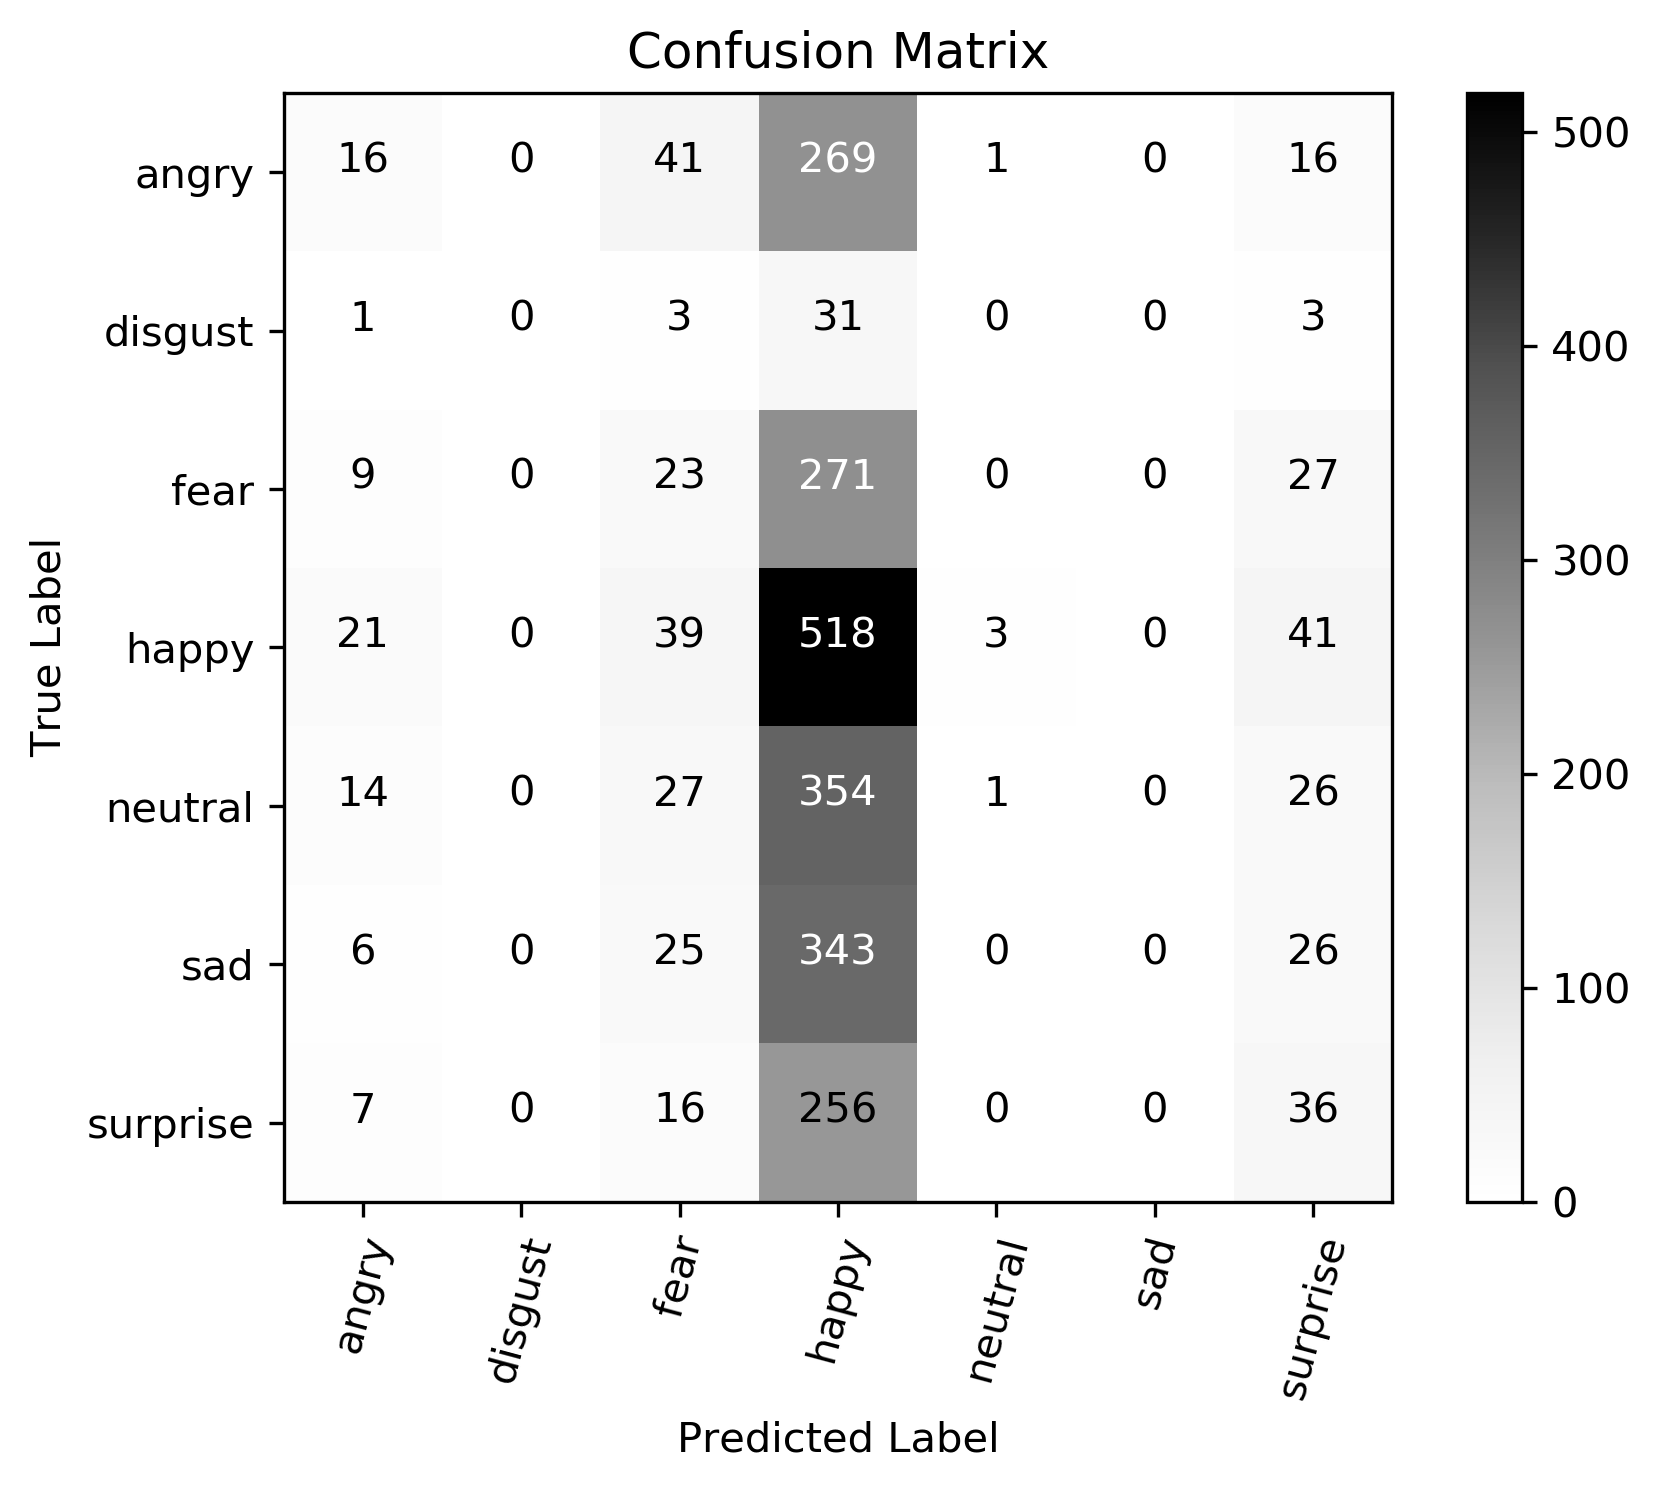 Confusion Matrix
angry 16 0 41 269 1 0 16
disgust 1 0 3 31 0 0 3
fear 9 0 23 271 0 0 27
happy 21 0 39 518 3 0 41
neutral 14 0 27 354 1 0 26
sad 6 0 25 343 0 0 26
surprise 7 0 16 256 0 0 36
True Label
angry disgust fear happy neutral sad surprise
Predicted Label
500
400
300
200
100
0